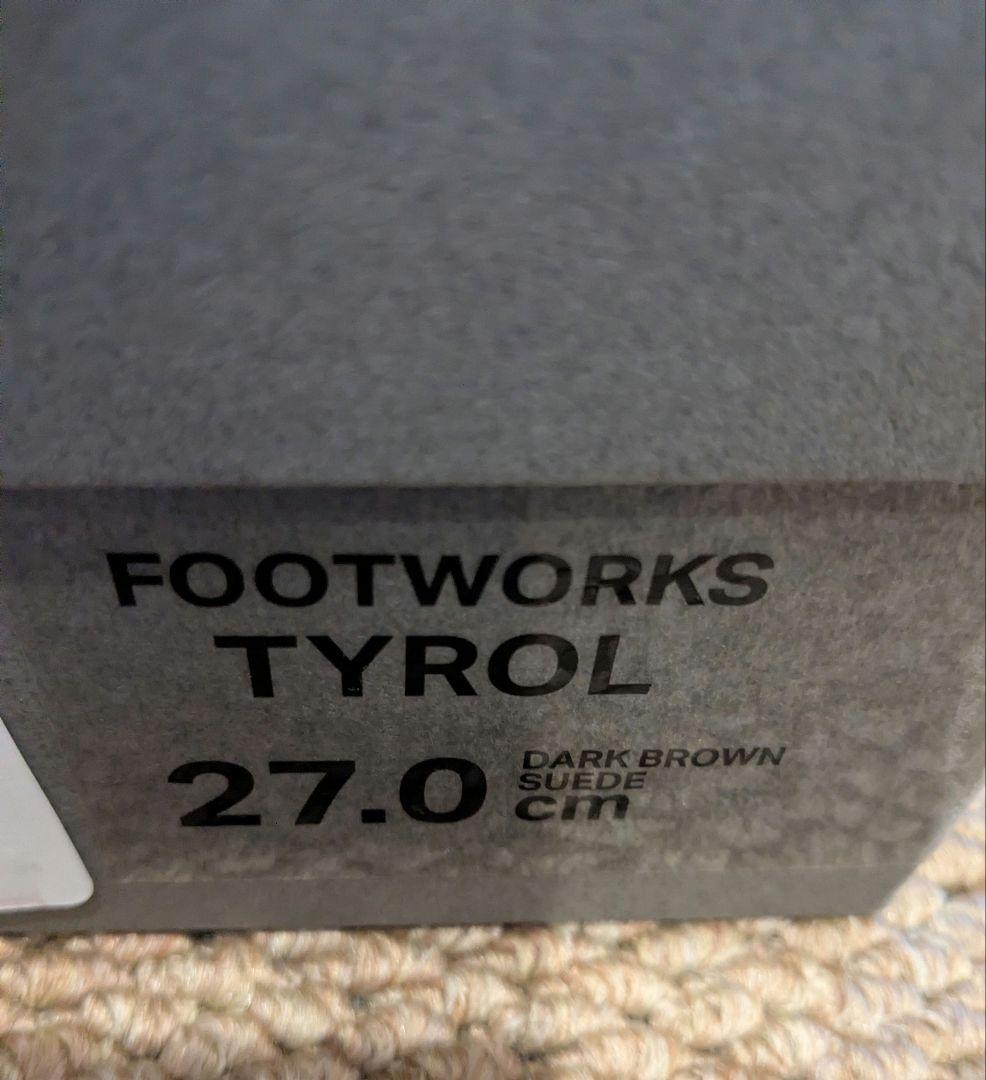 FOOTWORKS
TYROL
27.0 cm
DARK BROWN
SUEDE